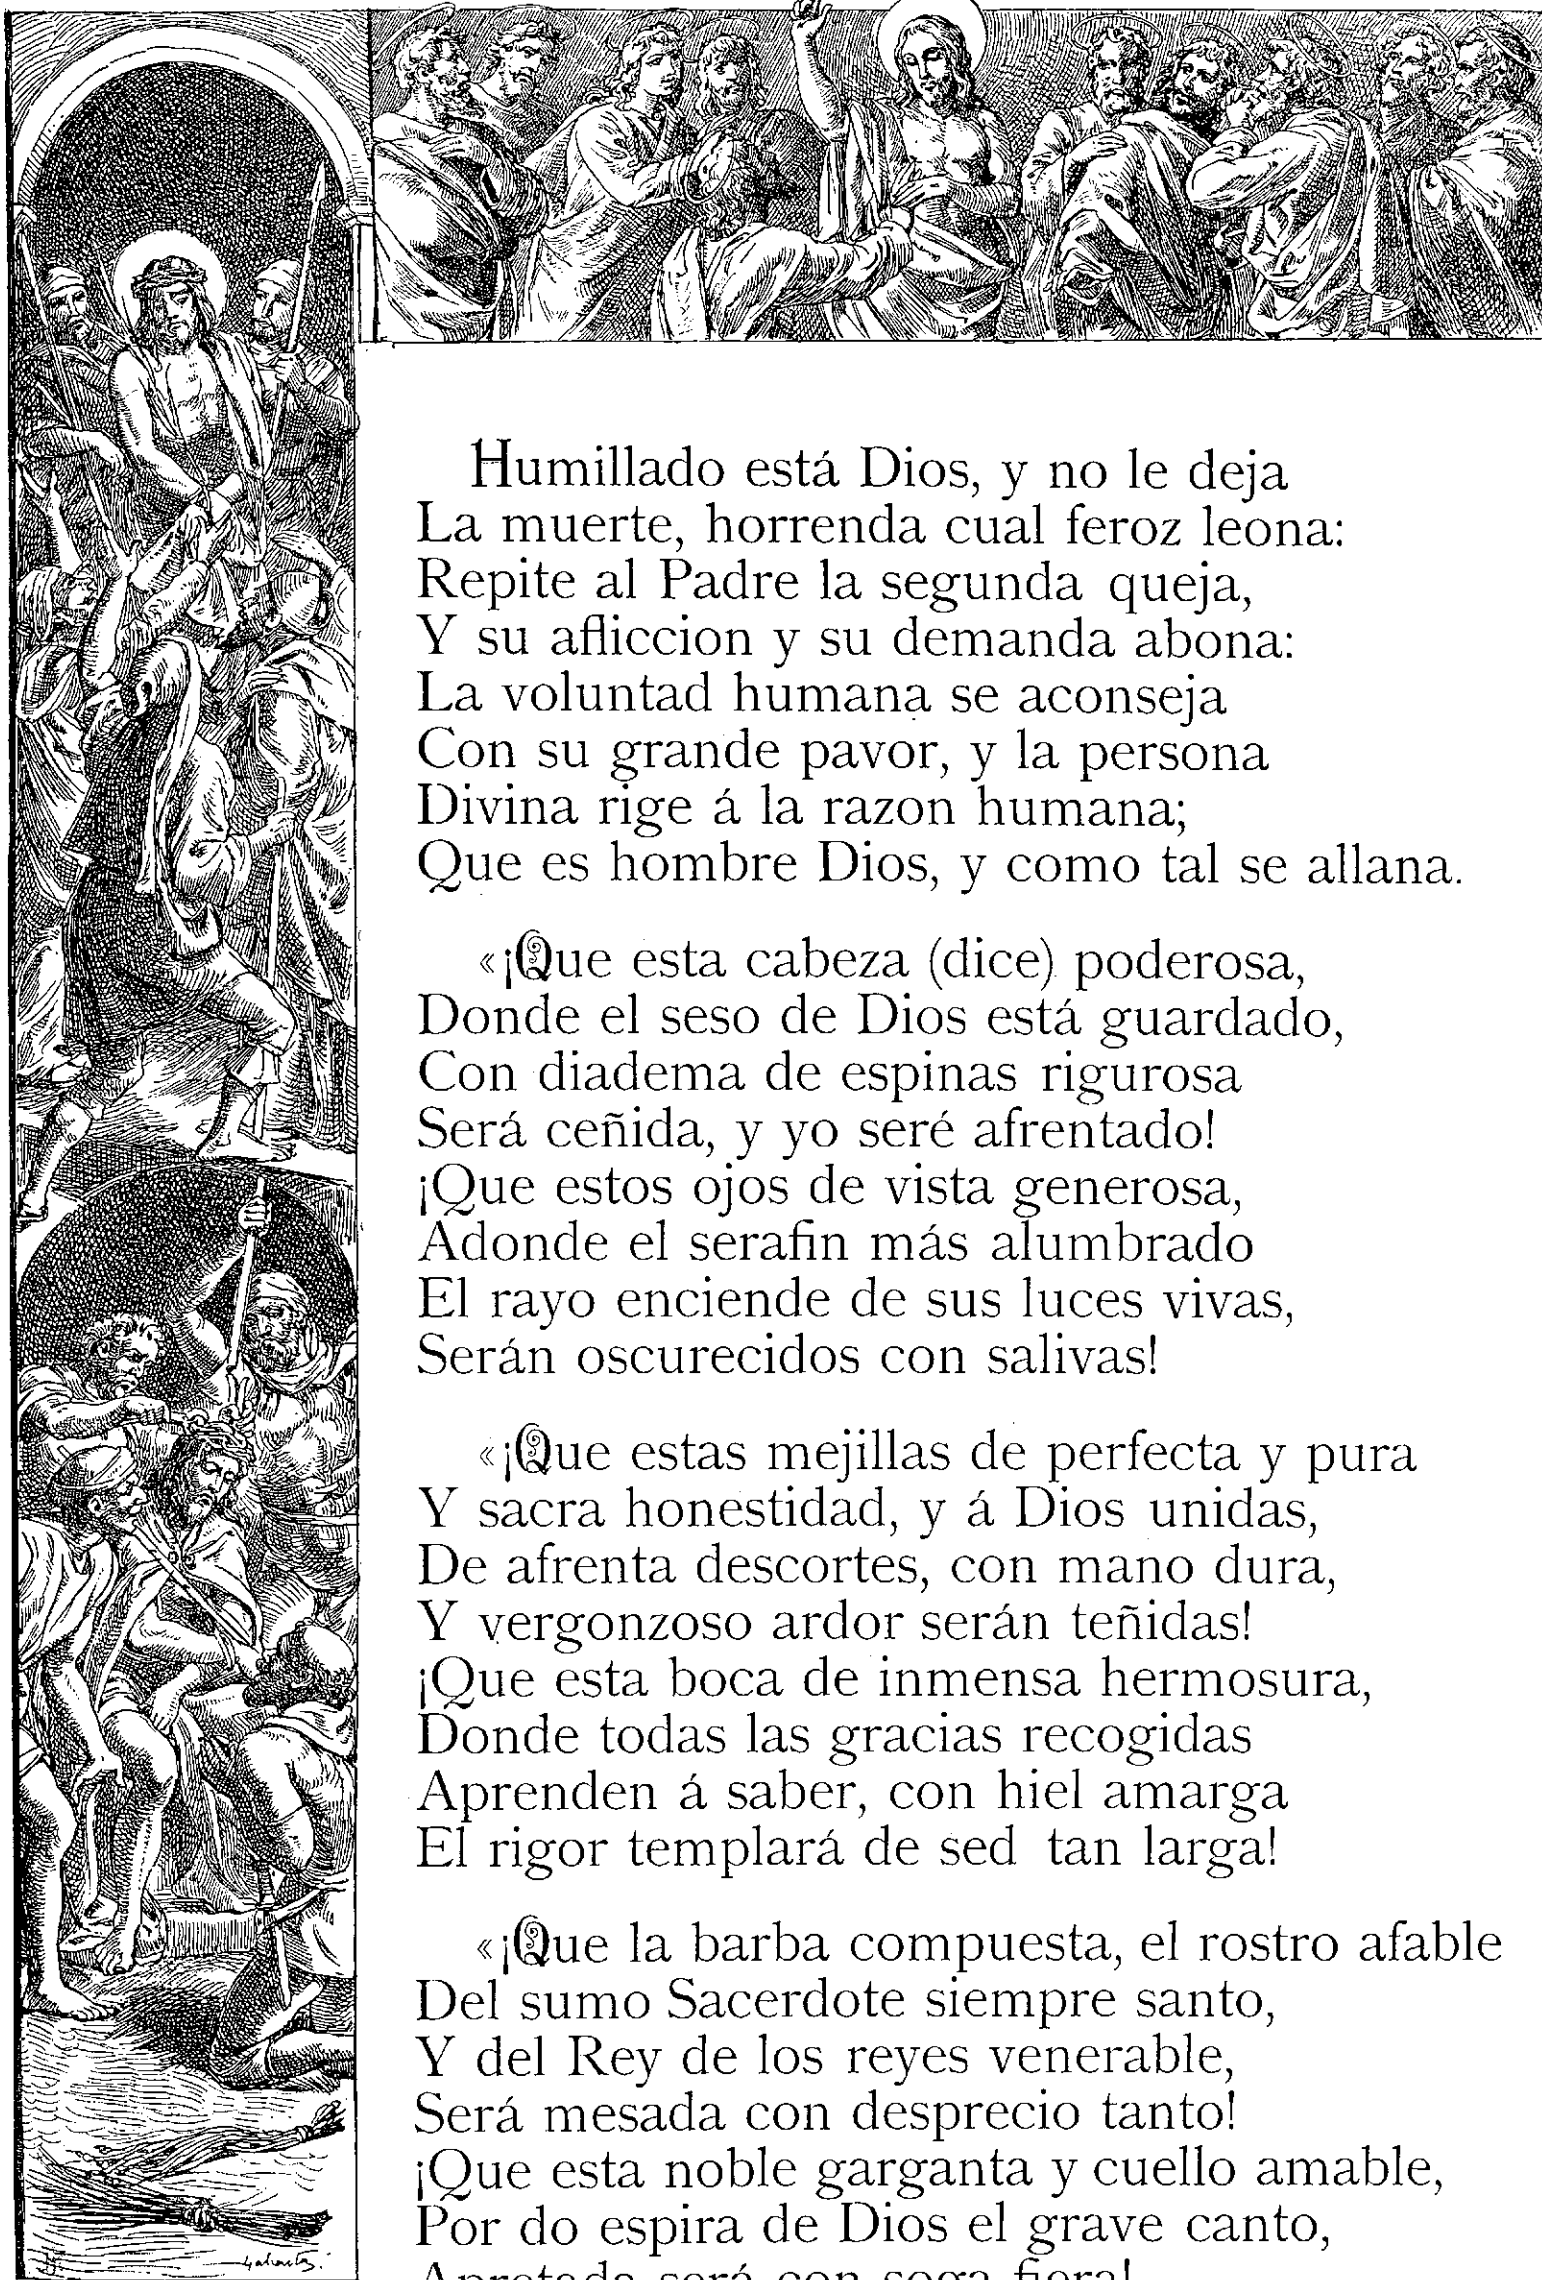 Humillado está Dios, y no le deja
La muerte, horrenda cual feroz leona:
Repite al Padre la segunda queja,
Y su afliccion y su demanda abona:
La voluntad humana se aconseja
Con su grande pavor, y la persona
Divina rige á la razon humana;
Que es hombre Dios, y como tal se allana.
«¡Que esta cabeza (dice) poderosa,
Donde el seso de Dios está guardado,
Con diadema de espinas rigurosa
Será ceñida, y yo seré afrentado!
¡Que estos ojos de vista generosa,
Adonde el serafin más alumbrado
El rayo enciende de sus luces vivas,
Serán oscurecidos con salivas!
«¡Que estas mejillas de perfecta y pura
Y sacra honestidad, y á Dios unidas,
De afrenta descortes, con mano dura,
Y vergonzoso ardor serán teñidas!
¡Que esta boca de inmensa hermosura,
Donde todas las gracias recogidas
Aprenden á saber, con hiel amarga
El rigor templará de sed tan larga!
«¡Que la barba compuesta, el rostro afable
Del sumo Sacerdote siempre santo,
Y del Rey de los reyes venerable,
Será mesada con desprecio tanto!
¡Que esta noble garganta y cuello amable,
Por do espira de Dios el grave canto,
Apretada será con soga fiera!